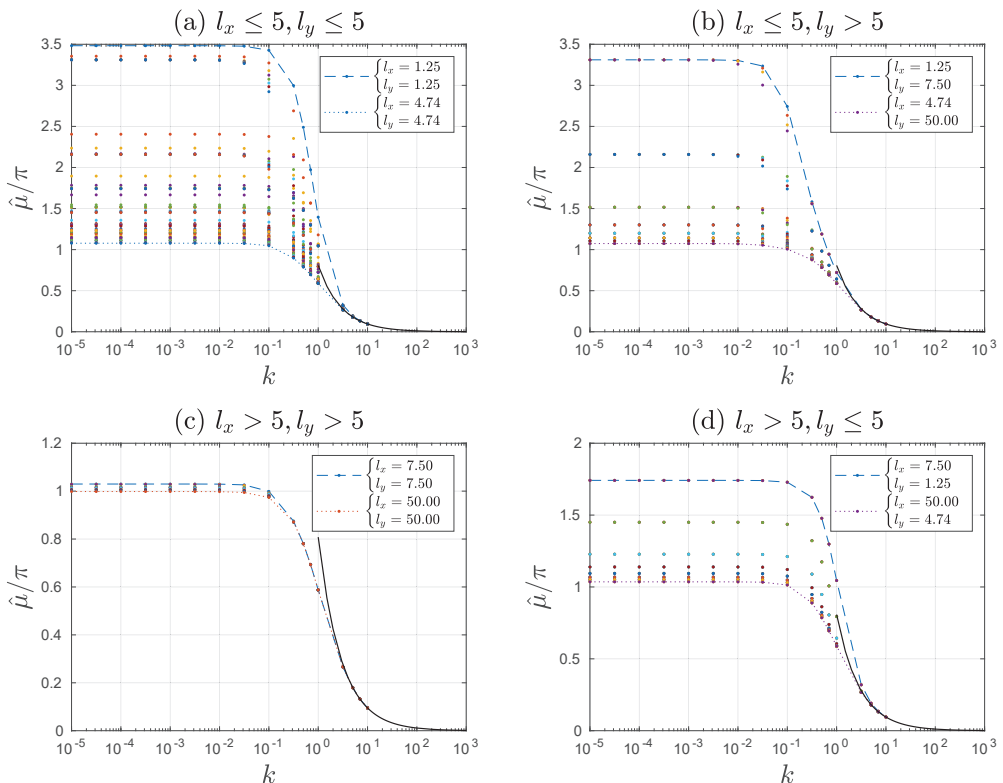 (a) l_x ≤ 5, l_y ≤ 5
3.5
3
2.5
2
1.5
1
0.5
0
μ̂/π
10^-5 10^-4 10^-3 10^-2 10^-1 10^0 10^1 10^2 10^3
k
l_x = 1.25
l_y = 1.25
l_x = 4.74
l_y = 4.74
(b) l_x ≤ 5, l_y > 5
3.5
3
2.5
2
1.5
1
0.5
0
μ̂/π
10^-5 10^-4 10^-3 10^-2 10^-1 10^0 10^1 10^2 10^3
k
l_x = 1.25
l_y = 7.50
l_x = 4.74
l_y = 50.00
(c) l_x > 5, l_y > 5
1.2
1.0
0.8
0.6
0.4
0.2
0
μ̂/π
10^-5 10^-4 10^-3 10^-2 10^-1 10^0 10^1 10^2 10^3
k
l_x = 7.50
l_y = 7.50
l_x = 50.00
l_y = 50.00
(d) l_x > 5, l_y ≤ 5
2
1.5
1
0.5
0
μ̂/π
10^-5 10^-4 10^-3 10^-2 10^-1 10^0 10^1 10^2 10^3
k
l_x = 7.50
l_y = 1.25
l_x = 50.00
l_y = 4.74